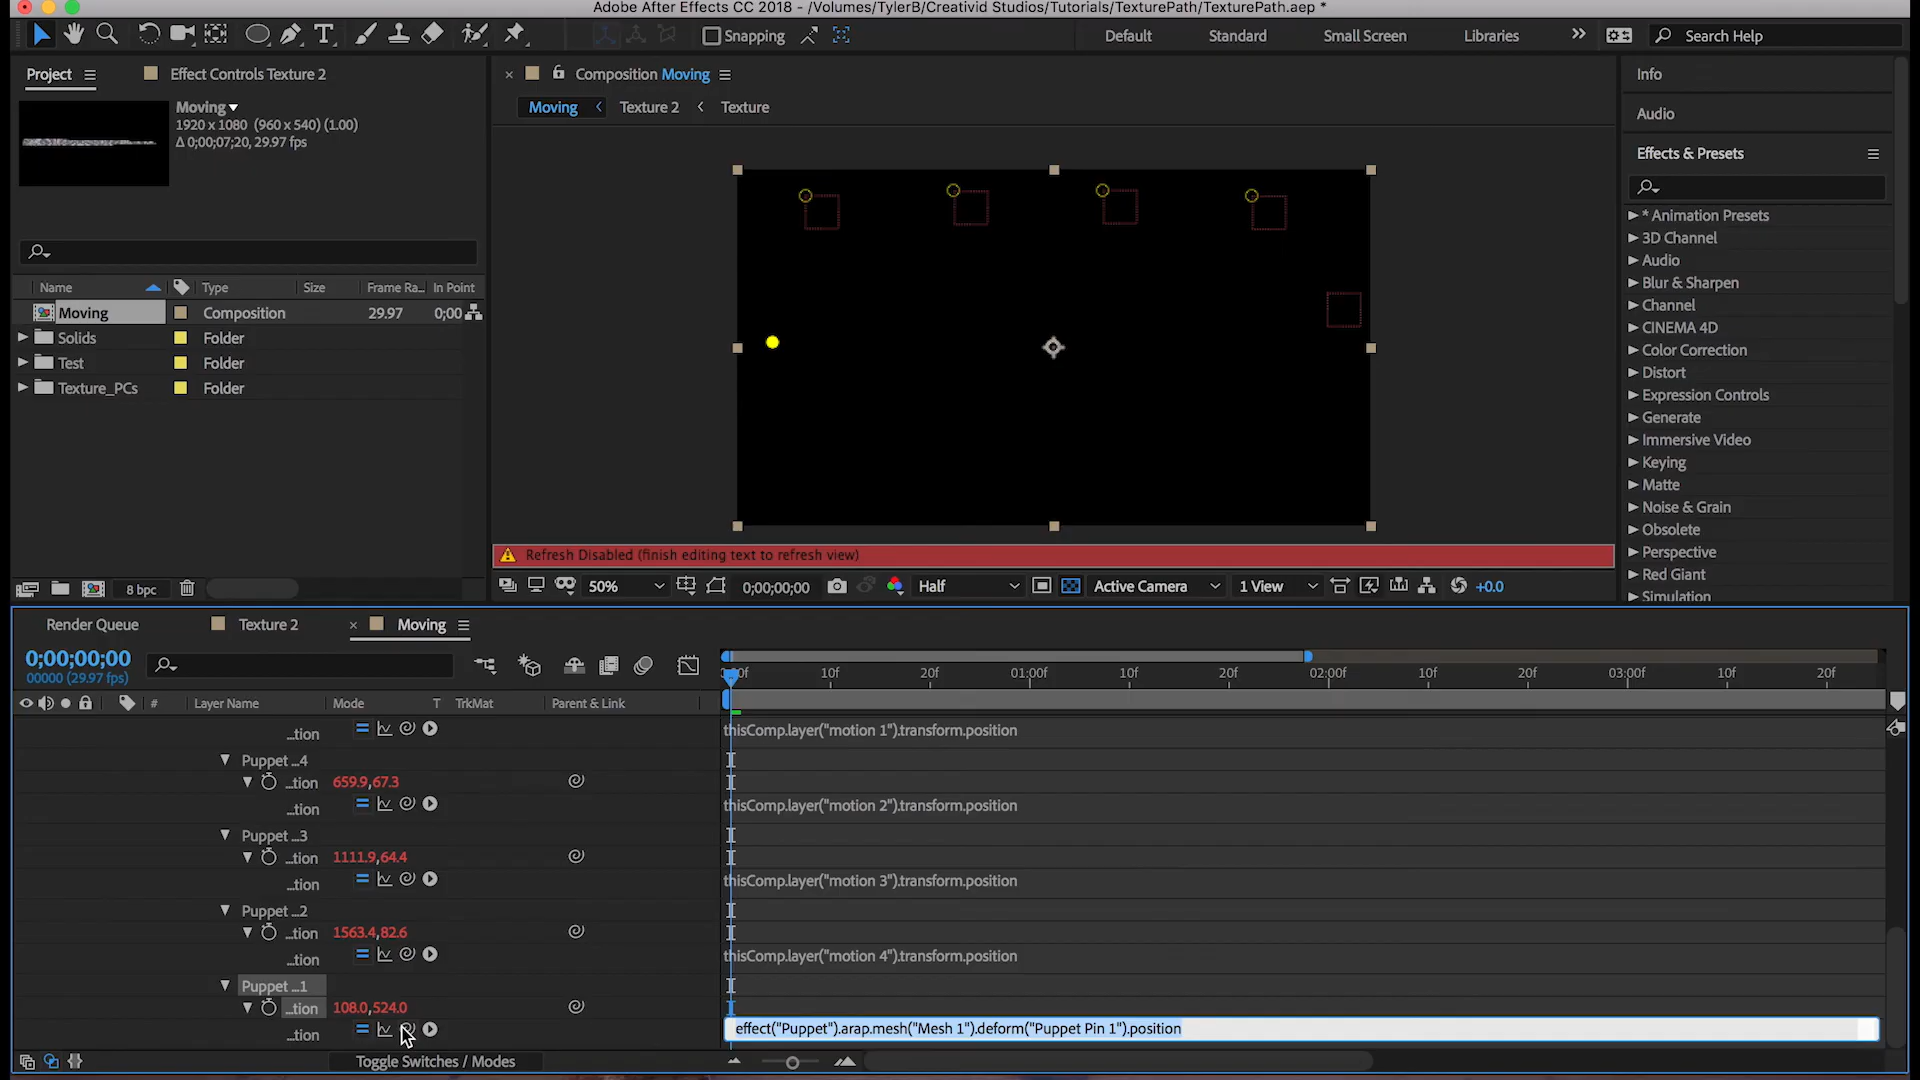 Adobe After Effects CC 2018 - /Volumes/TylerB/Creativid Studios/Tutorials/TexturePath/TexturePath.aep *
Snapping
Default
Standard
Small Screen
Libraries
Search Help
Project
Effect Controls Texture 2
Composition Moving
Info
Moving
1920 x 1080 (960 x 540) (1.00)
Δ 0;00;07;20, 29.97 fps
Moving
Texture 2
Texture
Audio
Effects & Presets
Name
Type
Size
Frame Ra...
In Point
Moving
Composition
29.97
0;00
Solids
Folder
Test
Folder
Texture_PCs
Folder
* Animation Presets
3D Channel
Audio
Blur & Sharpen
Channel
CINEMA 4D
Color Correction
Distort
Expression Controls
Generate
Immersive Video
Keying
Matte
Noise & Grain
Obsolete
Perspective
Red Giant
Simulation
Refresh Disabled (finish editing text to refresh view)
8 bpc
50%
0;00;00;00
Half
Active Camera
1 View
+0.0
Render Queue
Texture 2
Moving
0;00;00;00
00000 (29.97 fps)
10f
20f
01:00f
10f
20f
02:00f
10f
20f
03:00f
10f
20f
#
Layer Name
Mode
T
TrkMat
Parent & Link
...tion
thisComp.layer("motion 1").transform.position
Puppet ...4
...tion
659.9,67.3
...tion
thisComp.layer("motion 2").transform.position
Puppet ...3
...tion
1111.9,64.4
...tion
thisComp.layer("motion 3").transform.position
Puppet ...2
...tion
1563.4,82.6
...tion
thisComp.layer("motion 4").transform.position
Puppet ...1
...tion
108.0,524.0
...tion
effect("Puppet").arap.mesh("Mesh 1").deform("Puppet Pin 1").position
Toggle Switches / Modes